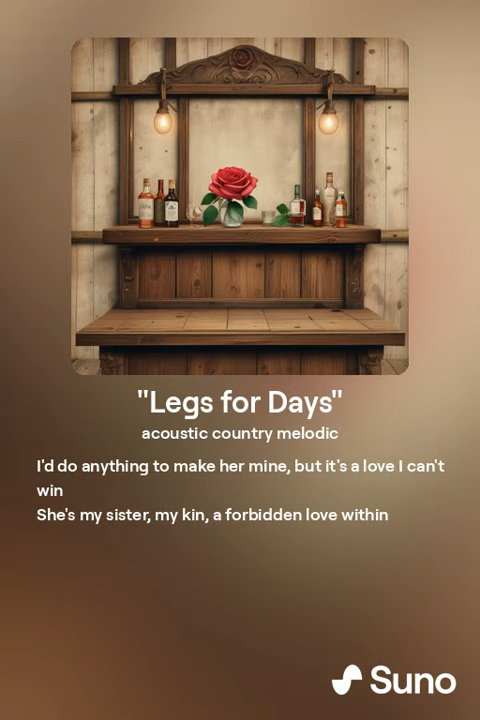 "Legs for Days"
acoustic country melodic
I'd do anything to make her mine, but it's a love I can't
win
She's my sister, my kin, a forbidden love within
Suno